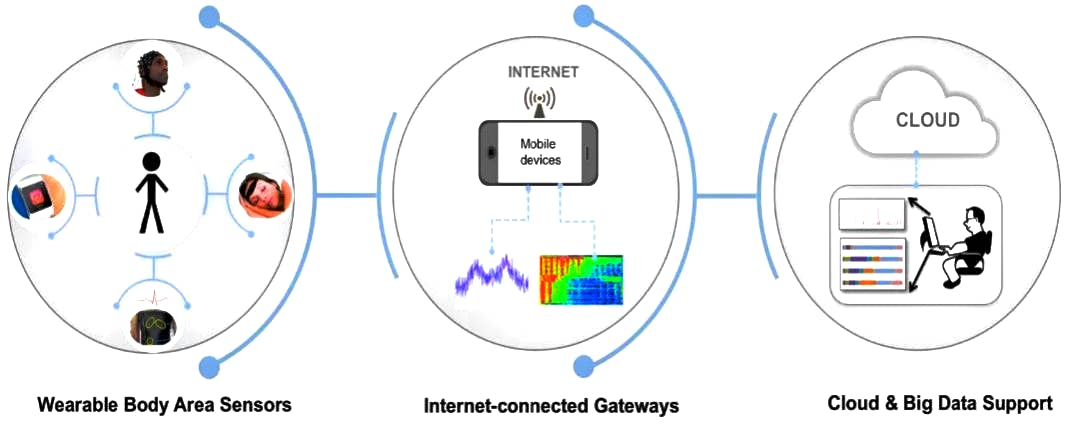 INTERNET
Mobile
devices
CLOUD
Wearable Body Area Sensors
Internet-connected Gateways
Cloud & Big Data Support